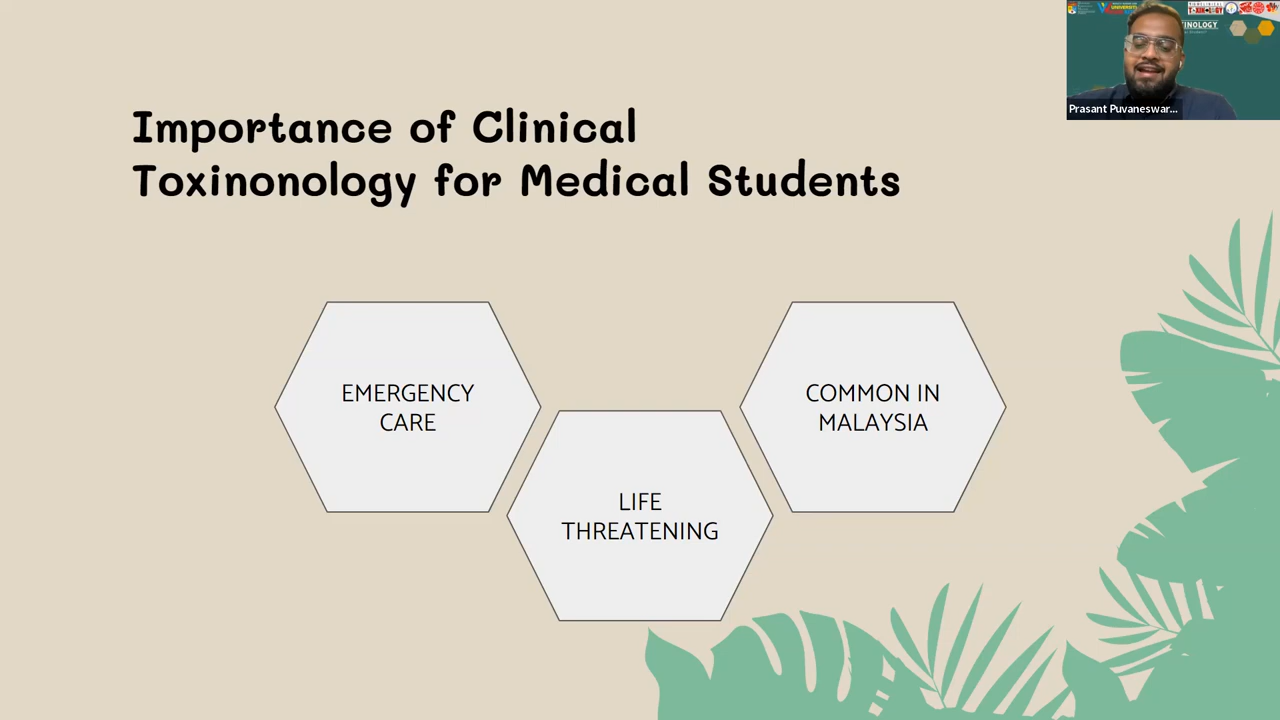 Importance of Clinical
Toxinonology for Medical Students
EMERGENCY
CARE
LIFE
THREATENING
COMMON IN
MALAYSIA
Prasant Puvaneswar...